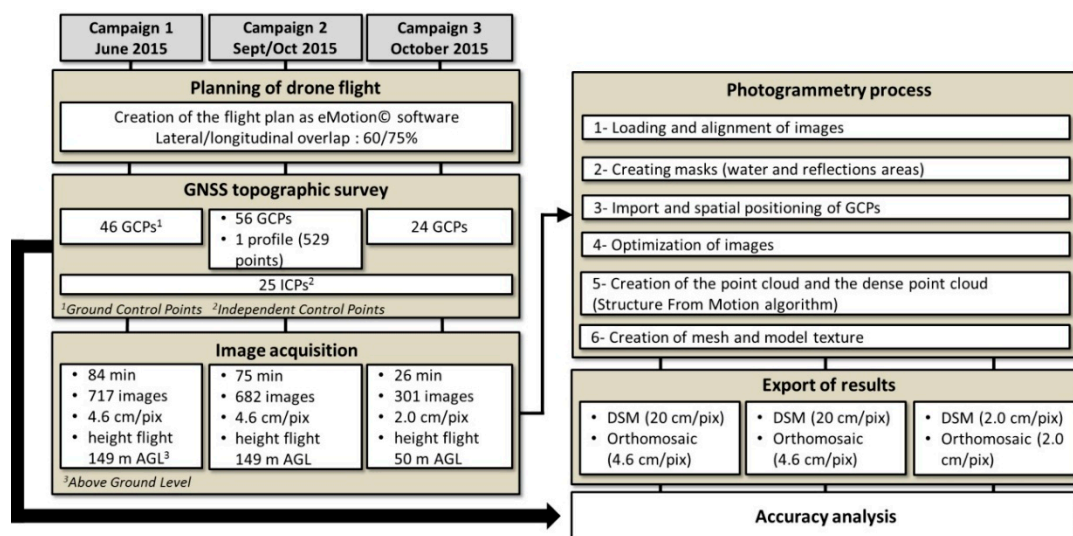 Campaign 1
June 2015
Campaign 2
Sept/Oct 2015
Campaign 3
October 2015
Planning of drone flight
Creation of the flight plan as eMotion© software
Lateral/longitudinal overlap : 60/75%
GNSS topographic survey
46 GCPs¹
• 56 GCPs
• 1 profile (529
points)
24 GCPs
25 ICPs²
¹Ground Control Points ²Independent Control Points
Image acquisition
• 84 min
• 717 images
• 4.6 cm/pix
• height flight
149 m AGL³
• 75 min
• 682 images
• 4.6 cm/pix
• height flight
149 m AGL
• 26 min
• 301 images
• 2.0 cm/pix
• height flight
50 m AGL
³Above Ground Level
Photogrammetry process
1- Loading and alignment of images
2- Creating masks (water and reflections areas)
3- Import and spatial positioning of GCPs
4- Optimization of images
5- Creation of the point cloud and the dense point cloud
(Structure From Motion algorithm)
6- Creation of mesh and model texture
Export of results
• DSM (20 cm/pix)
• Orthomosaic
(4.6 cm/pix)
• DSM (20 cm/pix)
• Orthomosaic
(4.6 cm/pix)
• DSM (2.0 cm/pix)
• Orthomosaic (2.0
cm/pix)
Accuracy analysis